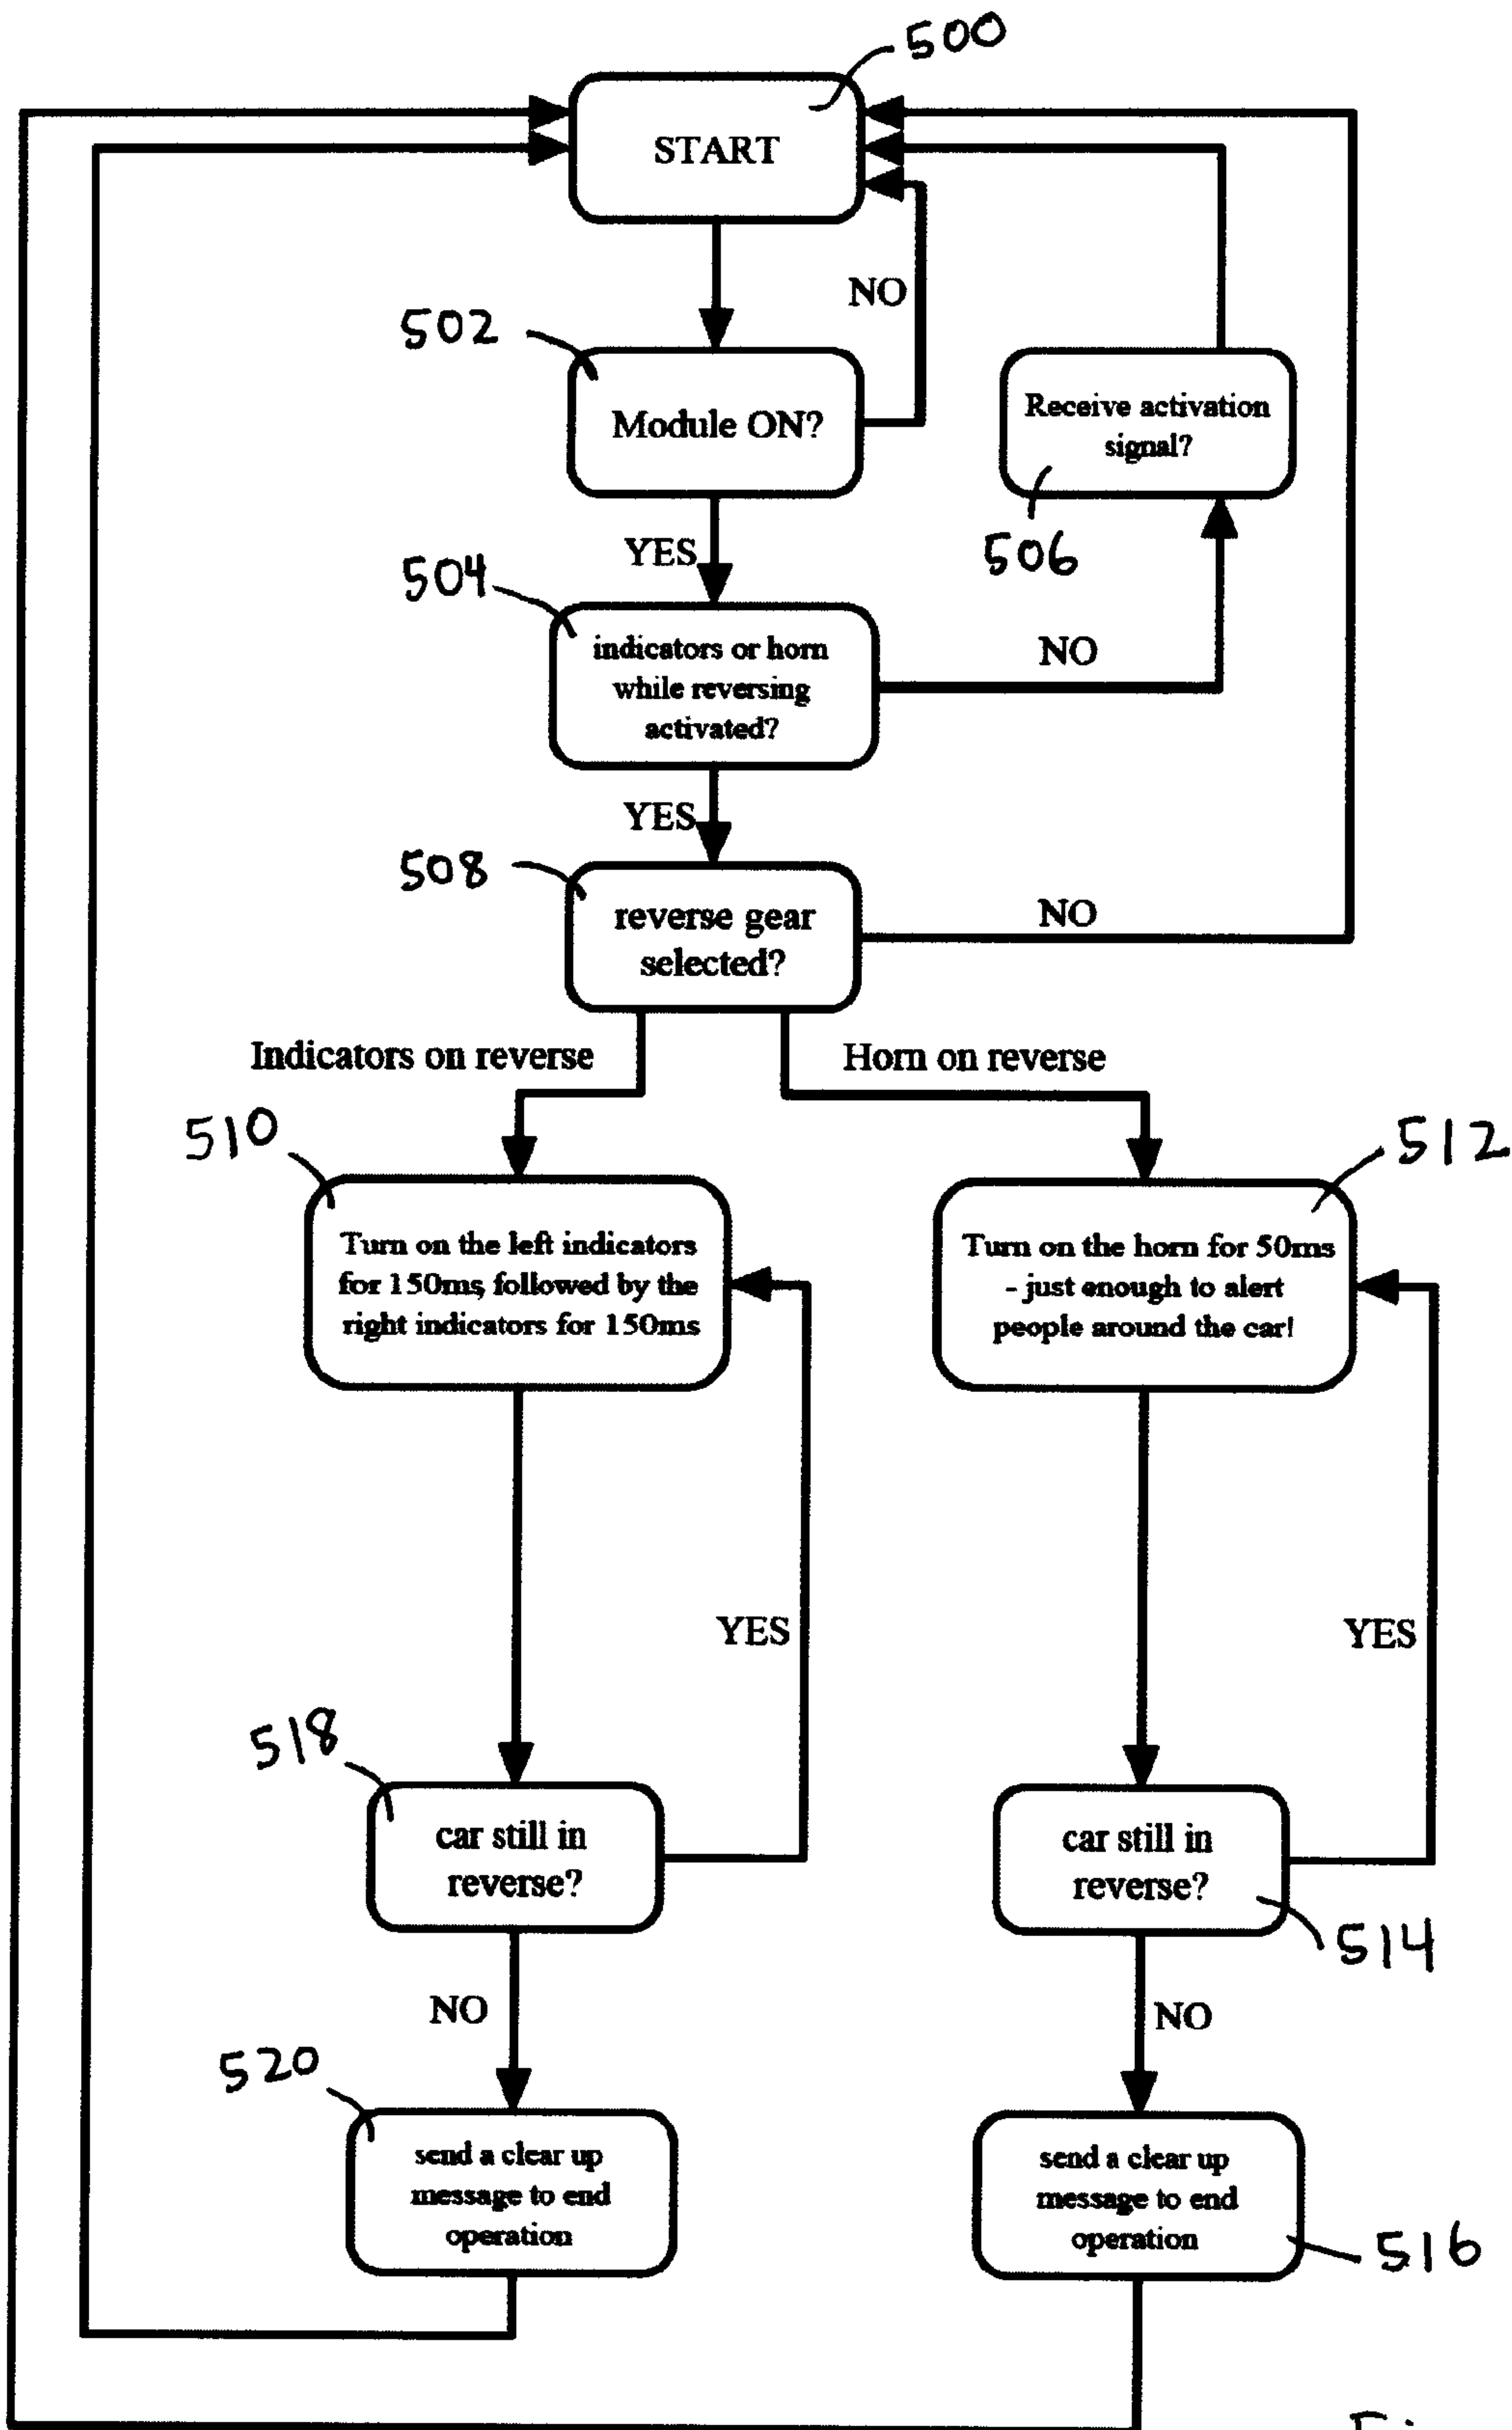 500
START
NO
502
Module ON?
Receive activation
signal?
506
YES
504
indicators or horn
while reversing
activated?
NO
YES
508
reverse gear
selected?
NO
Indicators on reverse
Horn on reverse
510
512
Turn on the left indicators
for 150ms, followed by the
right indicators for 150ms
Turn on the horn for 50ms
- just enough to alert
people around the car!
YES
YES
518
car still in
reverse?
car still in
reverse?
514
NO
NO
520
send a clear up
message to end
operation
send a clear up
message to end
operation
516